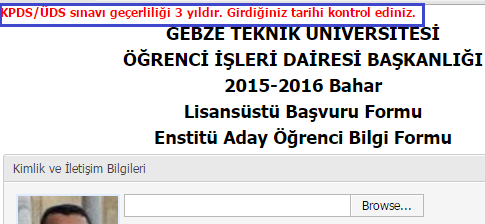 KPDS/ÜDS sınavı geçerliliği 3 yıldır. Girdiğiniz tarihi kontrol ediniz.
GEBZE TEKNİK ÜNİVERSİTESİ
ÖĞRENCİ İŞLERİ DAİRESİ BAŞKANLIĞI
2015-2016 Bahar
Lisansüstü Başvuru Formu
Enstitü Aday Öğrenci Bilgi Formu
Kimlik ve İletişim Bilgileri
Browse...